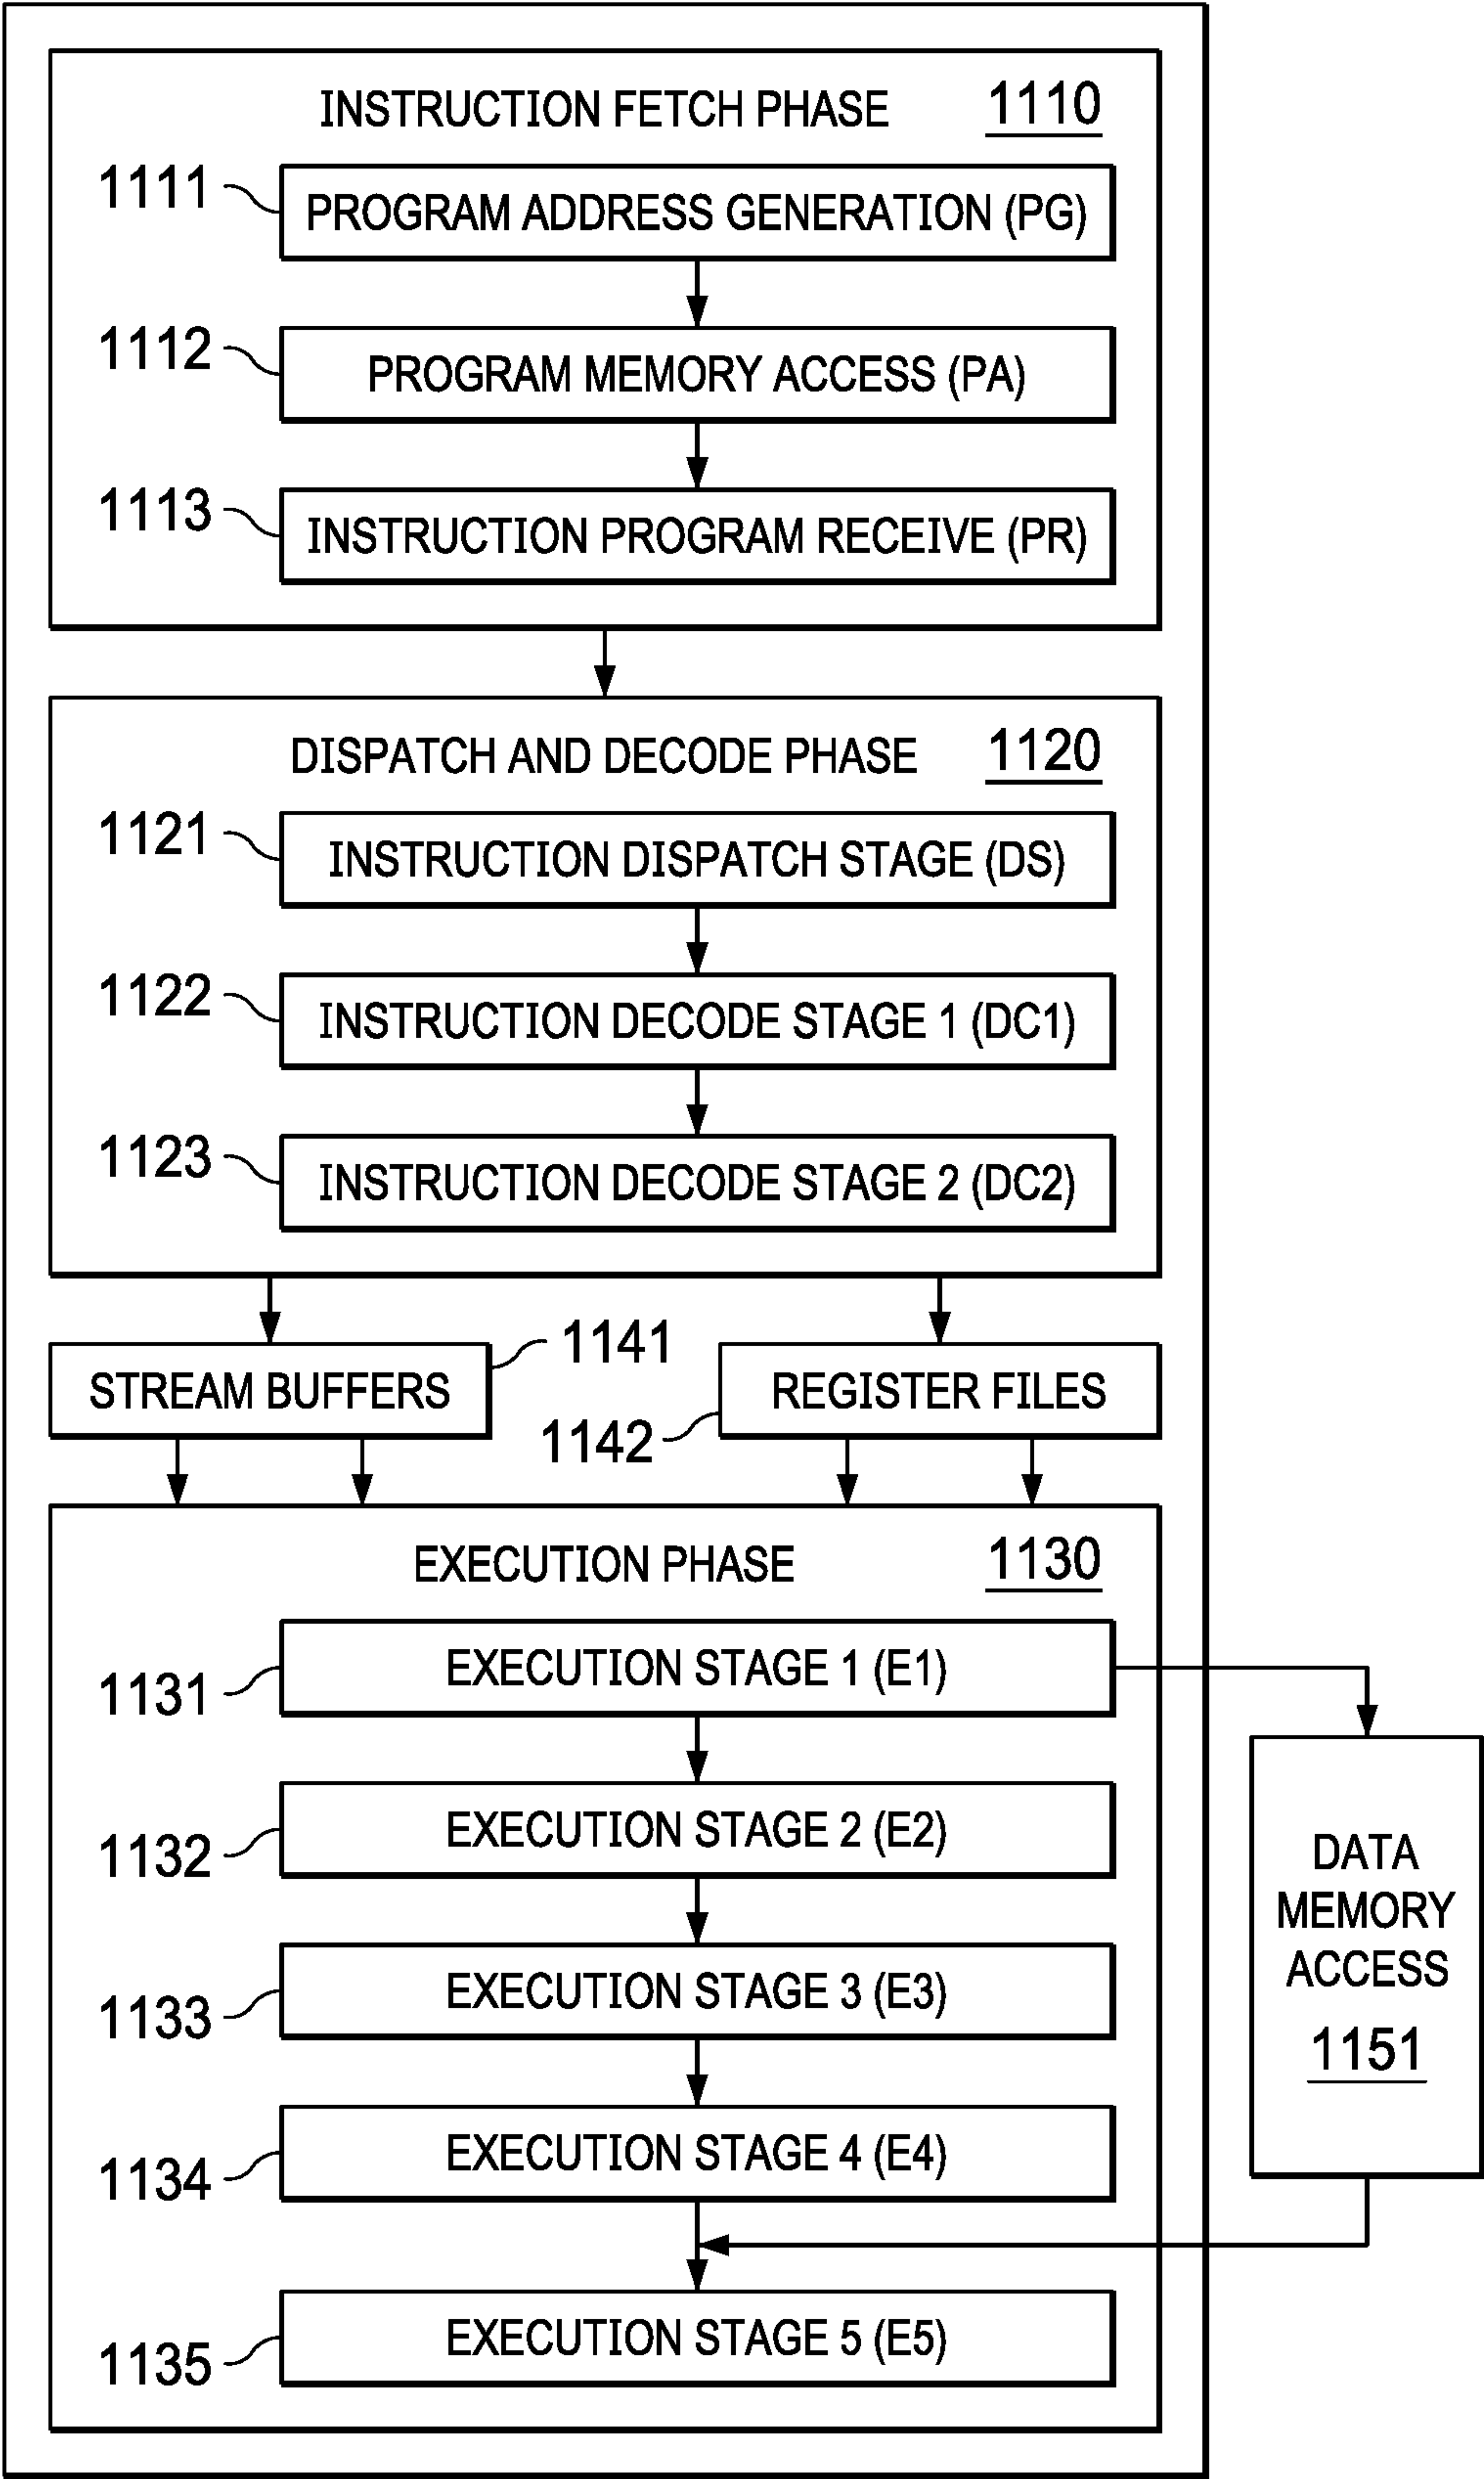 INSTRUCTION FETCH PHASE 1110
1111 PROGRAM ADDRESS GENERATION (PG)
1112 PROGRAM MEMORY ACCESS (PA)
1113 INSTRUCTION PROGRAM RECEIVE (PR)
DISPATCH AND DECODE PHASE 1120
1121 INSTRUCTION DISPATCH STAGE (DS)
1122 INSTRUCTION DECODE STAGE 1 (DC1)
1123 INSTRUCTION DECODE STAGE 2 (DC2)
STREAM BUFFERS 1141
1142 REGISTER FILES
EXECUTION PHASE 1130
1131 EXECUTION STAGE 1 (E1)
1132 EXECUTION STAGE 2 (E2)
1133 EXECUTION STAGE 3 (E3)
1134 EXECUTION STAGE 4 (E4)
1135 EXECUTION STAGE 5 (E5)
DATA
MEMORY
ACCESS
1151